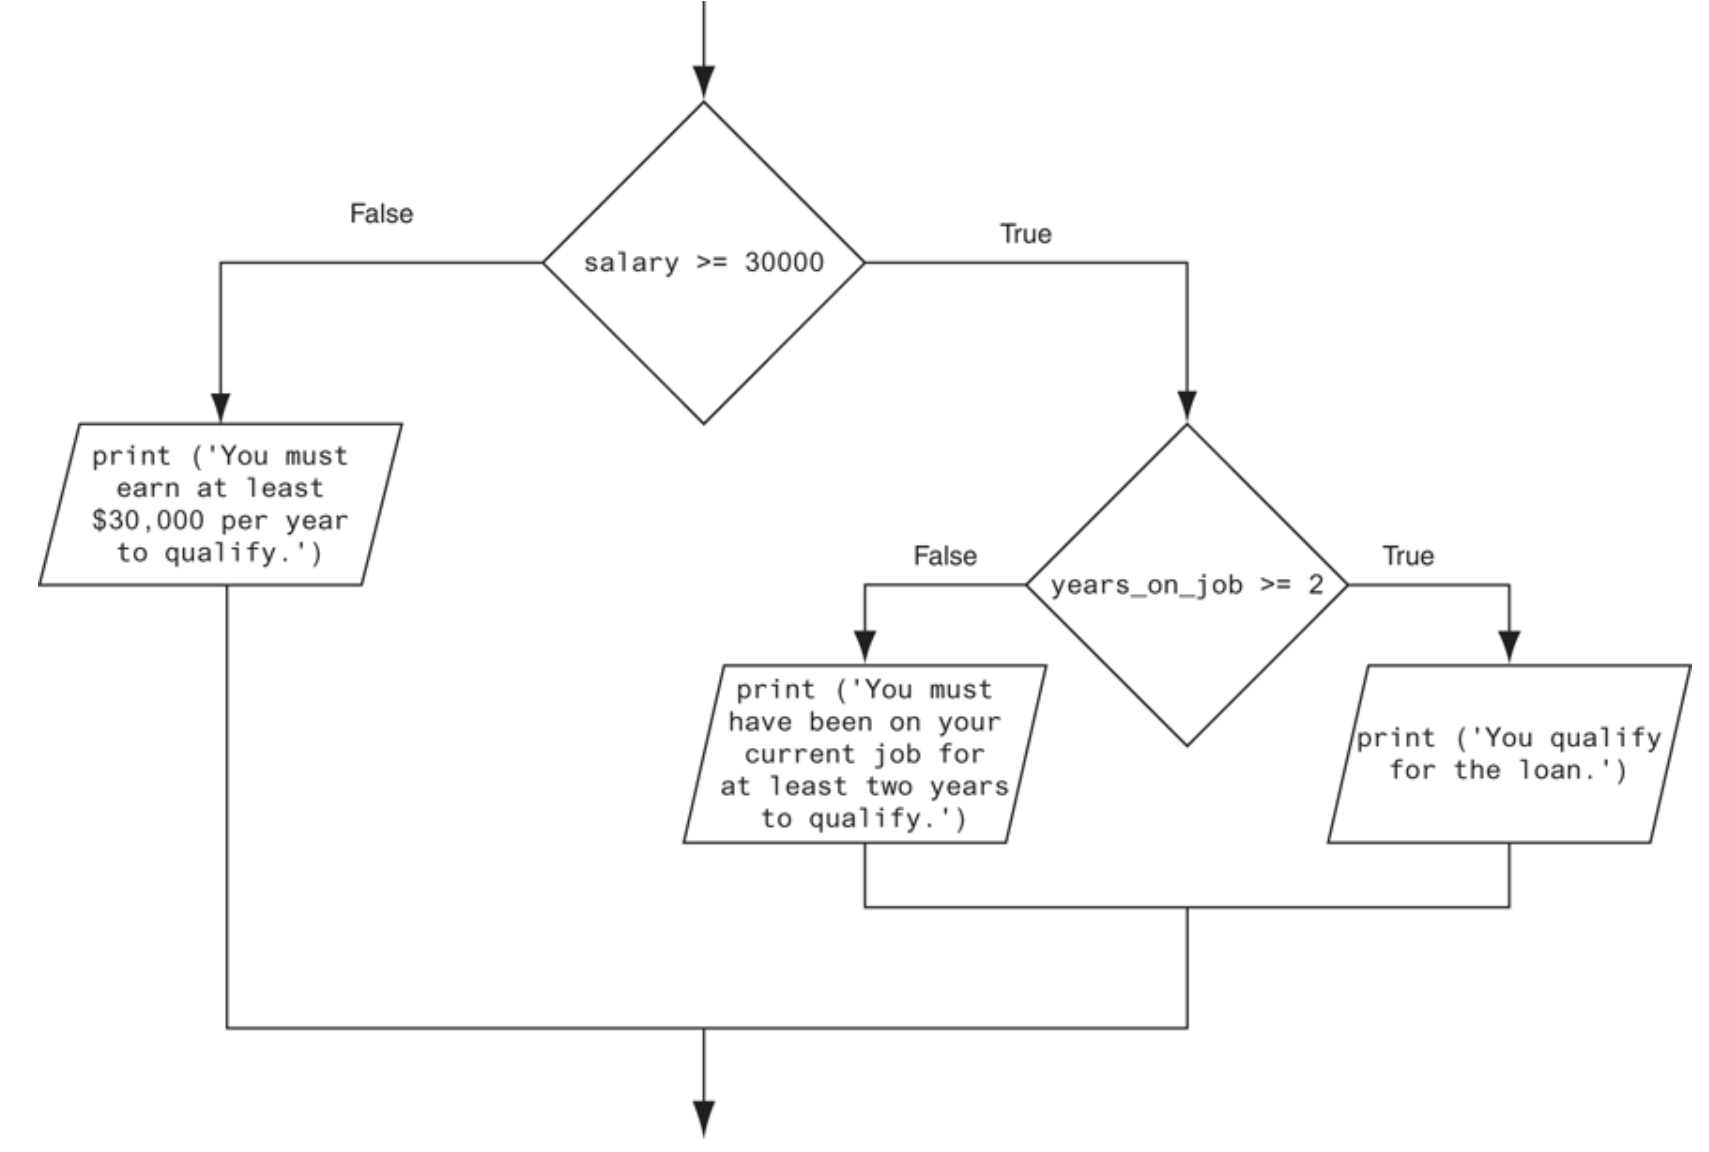 False
True
salary >= 30000
print ('You must
earn at least
$30,000 per year
to qualify.')
False
True
years_on_job >= 2
print ('You must
have been on your
current job for
at least two years
to qualify.')
print ('You qualify
for the loan.')